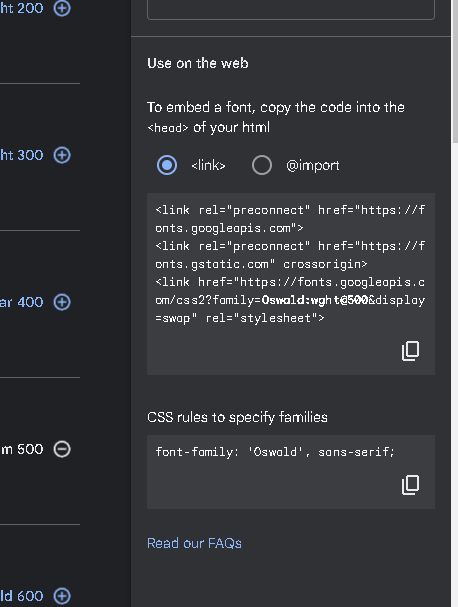 ht 200
Use on the web
To embed a font, copy the code into the
<head> of your html
ht 300
<link>
@import
<link rel="preconnect" href="https://f
onts.googleapis.com">
<link rel="preconnect" href="https://f
onts.gstatic.com" crossorigin>
<link href="https://fonts.googleapis.c
om/css2?family=Oswald:wght@500&display
=swap" rel="stylesheet">
ar 400
CSS rules to specify families
m 500
font-family: 'Oswald', sans-serif;
Read our FAQs
ld 600